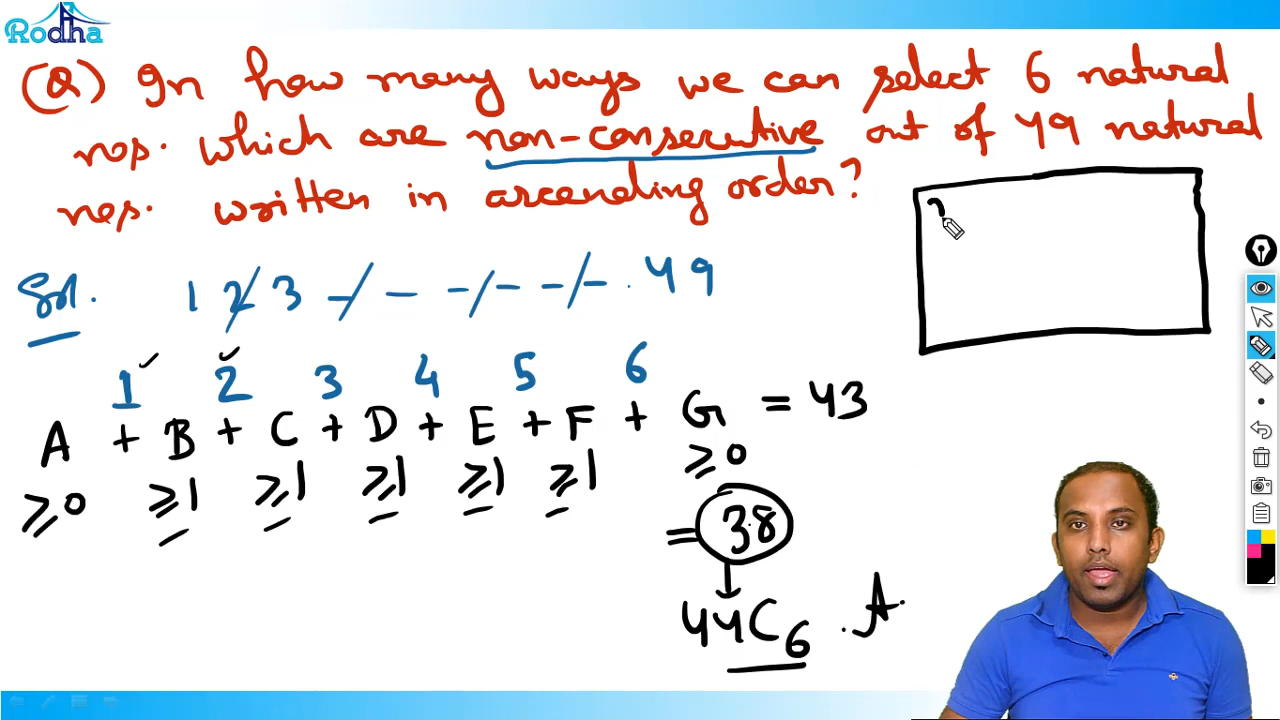 Rodha
(Q) In how many ways we can select 6 natural
nos. which are non-consecutive out of 49 natural
nos. written in ascending order?
Sol. 1 2 3 - - - - - - . 49
1 2 3 4 5 6
A + B + C + D + E + F + G = 43
≥0 ≥1 ≥1 ≥1 ≥1 ≥1 ≥0
= 38
44C6 . A.